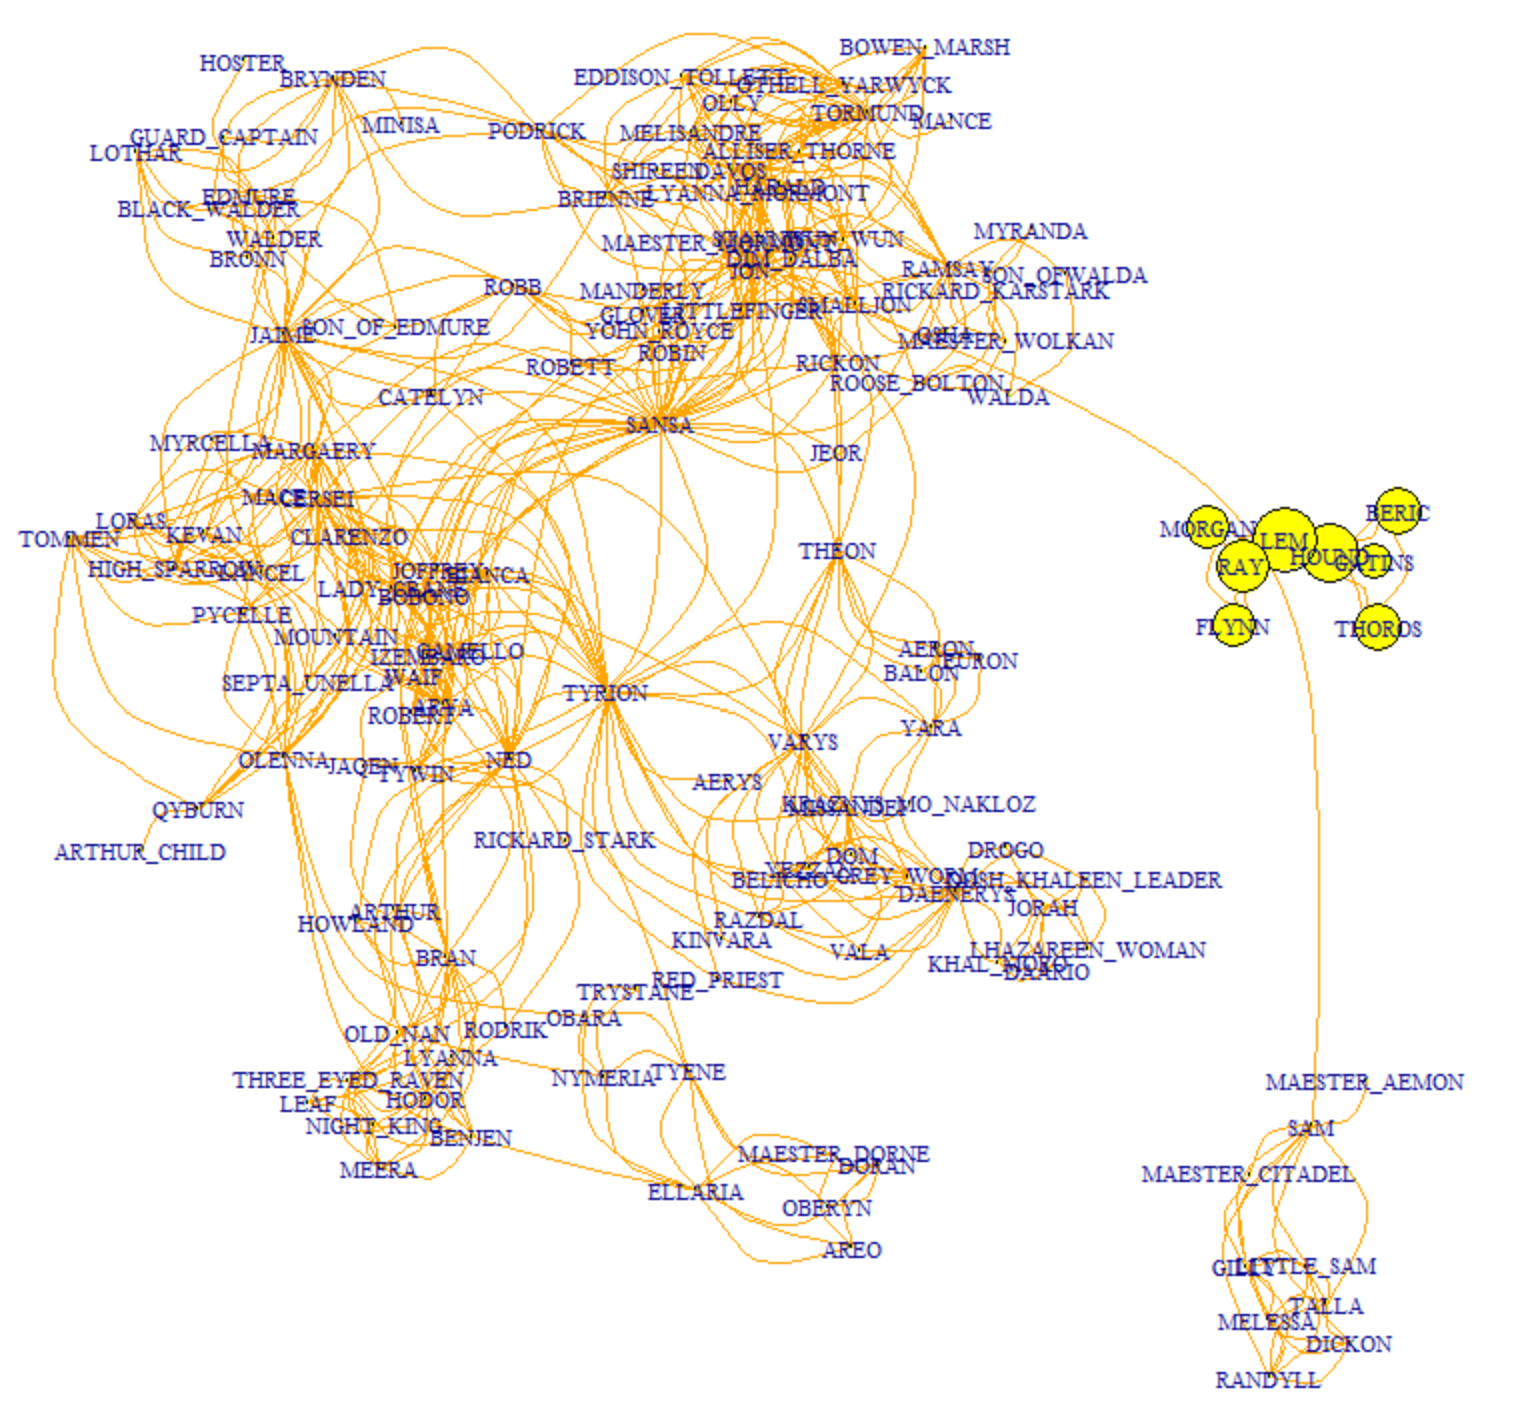 BOWEN_MARSH
HOSTER
BRYNDEN
EDDISON_TOLLETT
OTHELL_YARWYCK
OLLY
TORMUND
MANCE
MINISA
PODRICK
MELISANDRE
GUARD_CAPTAIN
LOTHAR
ALLISER_THORNE
SHIREEN
DAVOS
HARALD
EDMURE
BRIENNE
LYANNA_MORMONT
BLACK_WALDER
WALDER
MYRANDA
WUN_WUN
BRONN
DIM_DALBA
JON
RAMSAY
SON_OFWALDA
ROBB
MANDERLY
RICKARD_KARSTARK
SMALLJON
GLOVER
LITTLEFINGER
JAIME
SON_OF_EDMURE
YOHN_ROYCE
OSHA
MAESTER_WOLKAN
ROBIN
ROBETT
RICKON
ROOSE_BOLTON
CATELYN
WALDA
SANSA
MYRCELLA
MARGAERY
JEOR
MACE
CERSEI
BERIC
LORAS
MORGAN
TOMMEN
KEVAN
CLARENZO
LEM
THEON
HOUND
GATINS
RAY
HIGH_SPARROW
LANCEL
JOFFREY
BIANCA
LADY_CRANE
BOBONO
PYCELLE
FLYNN
THOROS
MOUNTAIN
CAMELLO
IZEMBARO
AERON
EURON
BALON
SEPTA_UNELLA
WAIF
TYRION
ROBERT
ARYA
YARA
VARYS
OLENNA
JAQEN
TYWIN
NED
AERYS
QYBURN
KRAZNYS_MO_NAKLOZ
MISSANDEI
RICKARD_STARK
ARTHUR_CHILD
DROGO
DOM
YEZZAN
BELICHO
GREY_WORM
DOSH_KHALEEN_LEADER
DAENERYS
JORAH
ARTHUR
HOWLAND
RAZDAL
KINVARA
VALA
LHAZAREEN_WOMAN
BRAN
KHAL_MORO
DAARIO
RED_PRIEST
TRYSTANE
OBARA
OLD_NAN
RODRIK
LYANNA
THREE_EYED_RAVEN
NYMERIA
TYENE
MAESTER_AEMON
LEAF
HODOR
NIGHT_KING
BENJEN
SAM
MAESTER_DORNE
DORAN
MEERA
MAESTER_CITADEL
ELLARIA
OBERYN
AREO
GILLY
LITTLE_SAM
TALLA
MELESSA
DICKON
RANDYLL